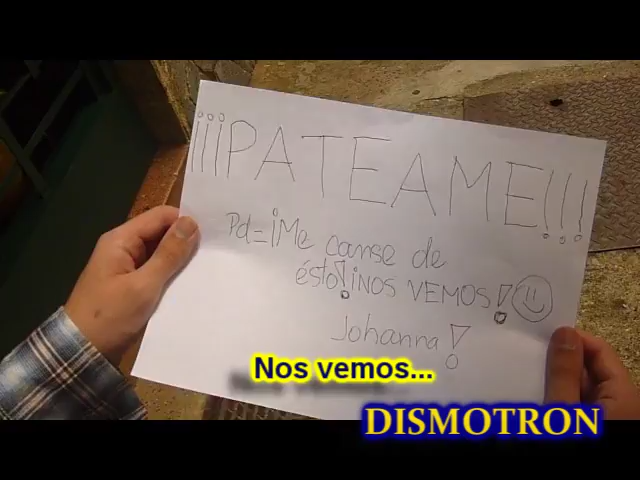 ¡¡¡PATEAME!!!
Pd=¡Me canse de
ésto!¡NOS VEMOS!
Johanna!
Nos vemos...
DISMOTRON